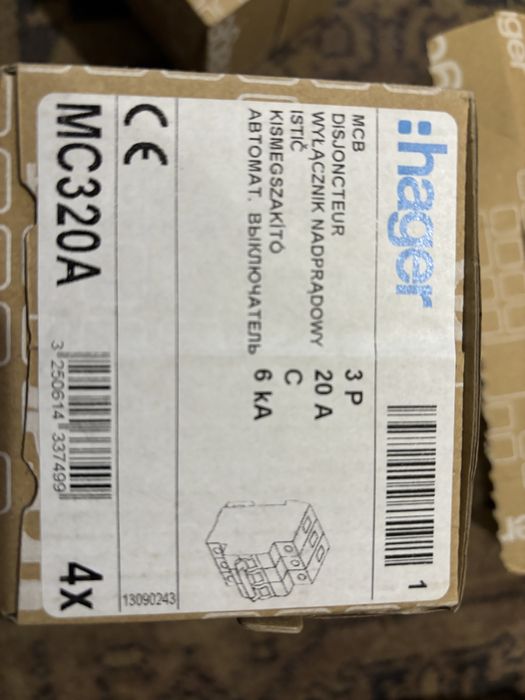 :hager
1
MCB
DISJONCTEUR
WYŁĄCZNIK NADPRĄDOWY
ISTIČ
KISMEGSZAKÍTÓ
АВТОМАТ. ВЫКЛЮЧАТЕЛЬ
3 P
20 A
C
6 kA
CE
13090243
MC320A
3 250614 337499
4x
ger